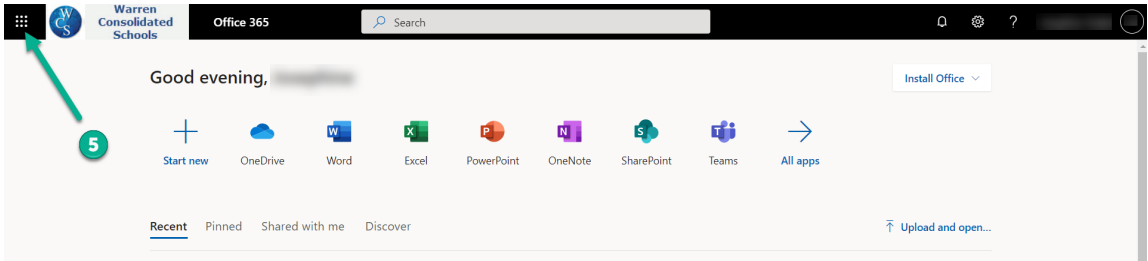 WCS
Warren
Consolidated
Schools
Office 365
Search
?
Good evening,
Install Office
5
Start new
OneDrive
Word
Excel
PowerPoint
OneNote
SharePoint
Teams
All apps
Recent
Pinned
Shared with me
Discover
Upload and open...